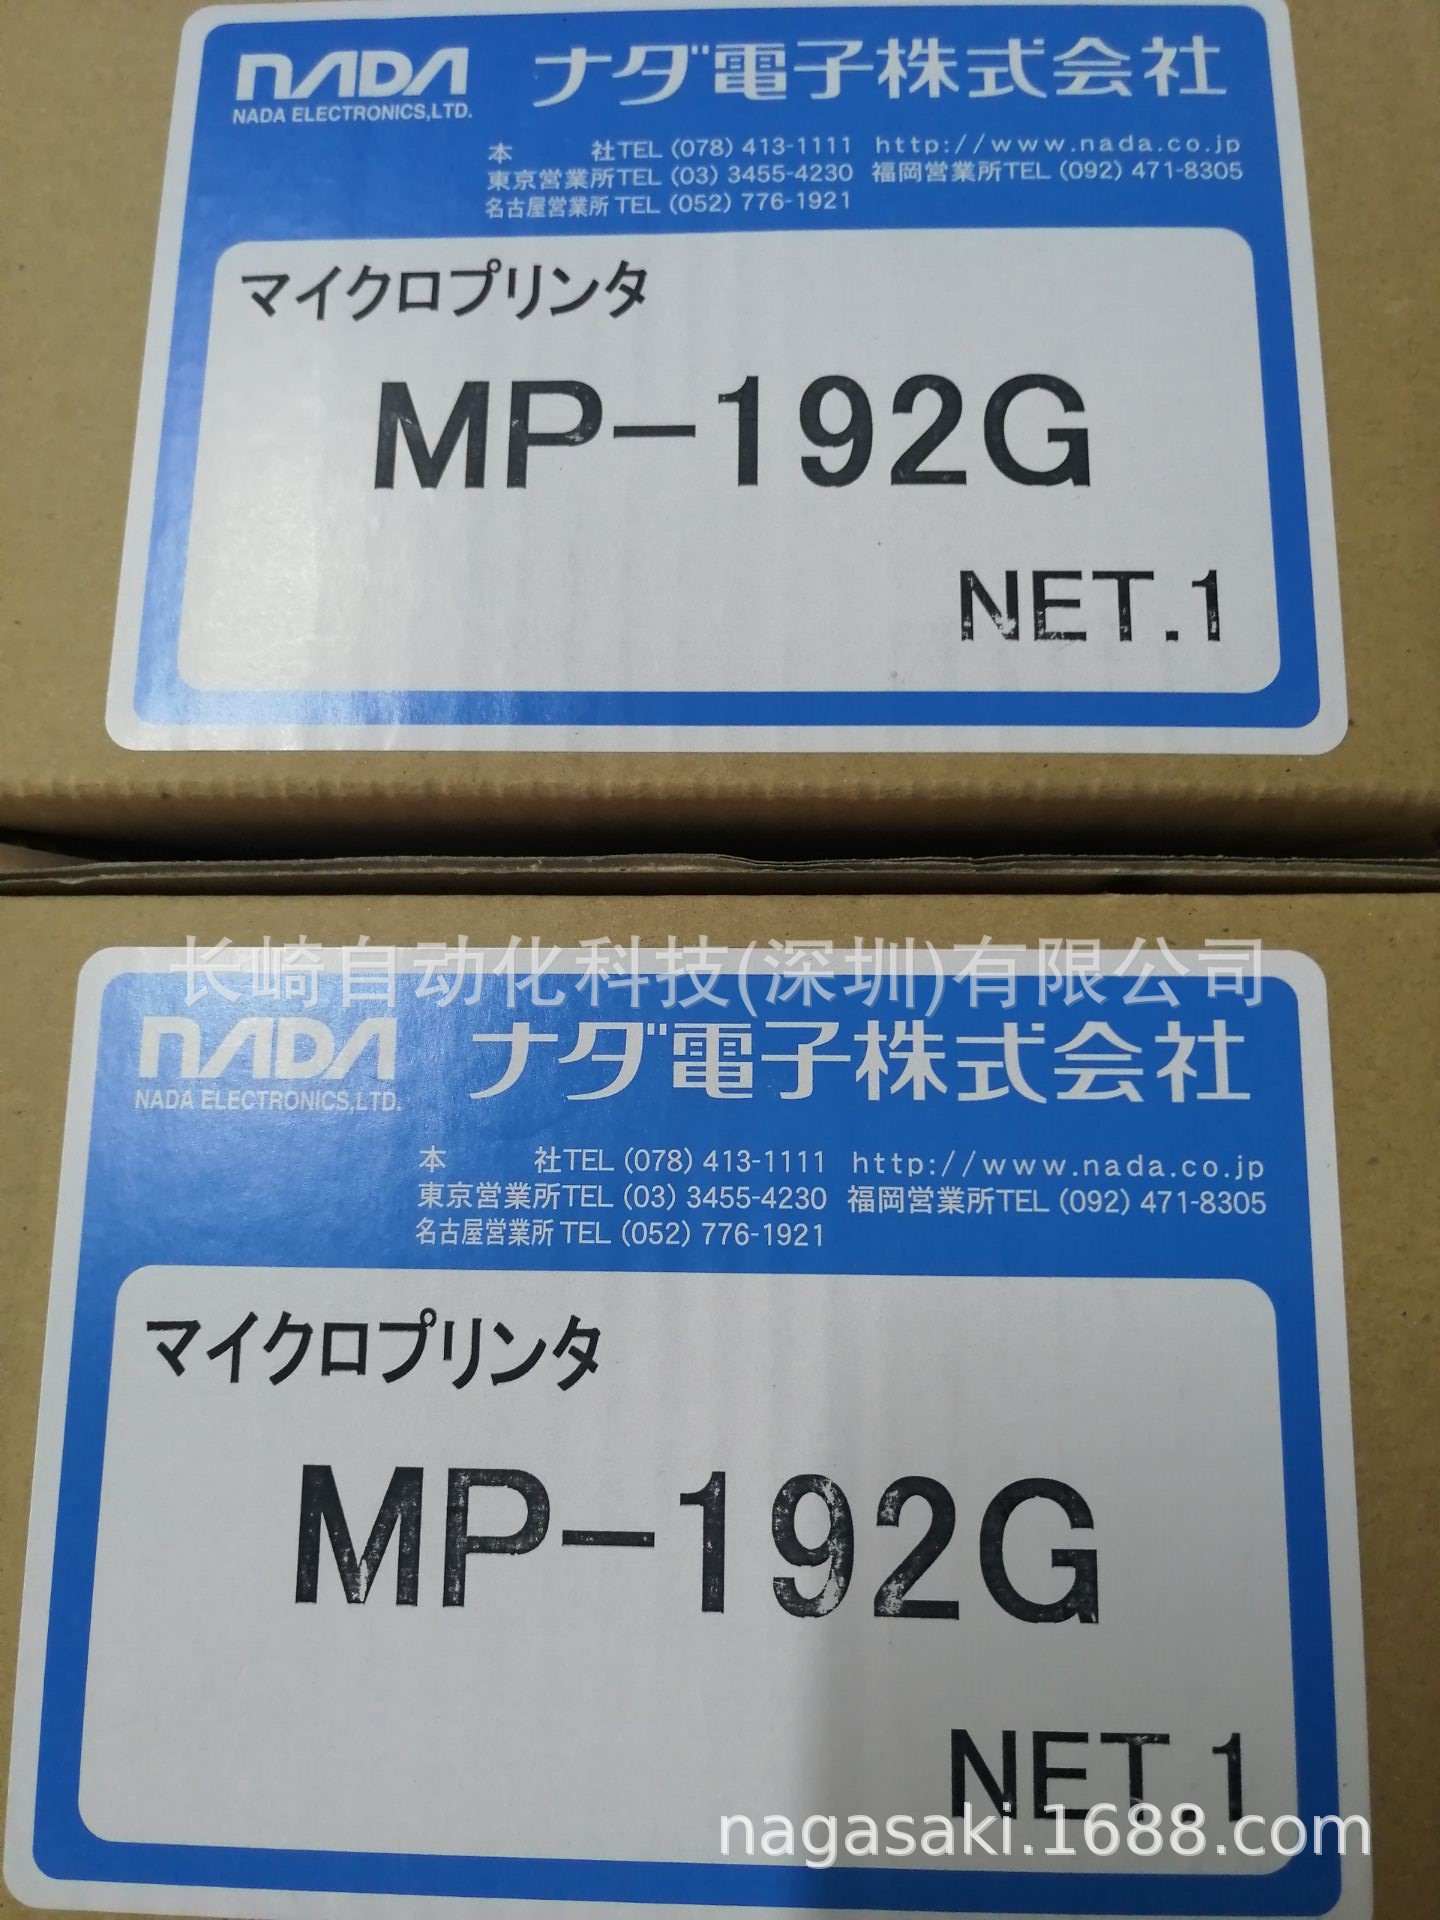 NADA
NADA ELECTRONICS,LTD.
ナダ電子株式会社
本 社TEL (078) 413-1111 http://www.nada.co.jp
東京営業所TEL (03) 3455-4230 福岡営業所TEL (092) 471-8305
名古屋営業所 TEL (052) 776-1921
マイクロプリンタ
MP-192G
NET.1
长崎自动化科技(深圳)有限公司
NADA
NADA ELECTRONICS,LTD.
ナダ電子株式会社
本 社TEL (078) 413-1111 http://www.nada.co.jp
東京営業所TEL (03) 3455-4230 福岡営業所TEL (092) 471-8305
名古屋営業所 TEL (052) 776-1921
マイクロプリンタ
MP-192G
NET.1
nagasaki.1688.com